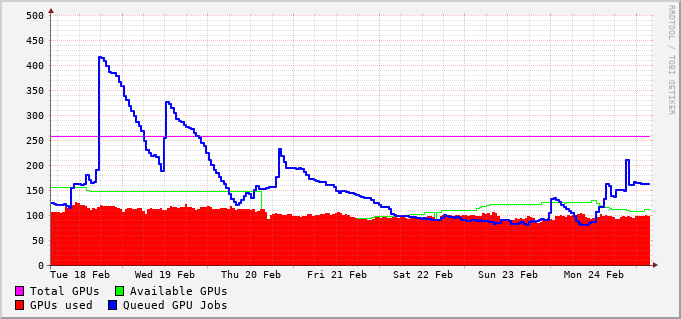 500
450
400
350
300
250
200
150
100
50
0
Tue 18 Feb Wed 19 Feb Thu 20 Feb Fri 21 Feb Sat 22 Feb Sun 23 Feb Mon 24 Feb
Total GPUs Available GPUs
GPUs used Queued GPU Jobs
RRDTOOL / TOBI OETIKER